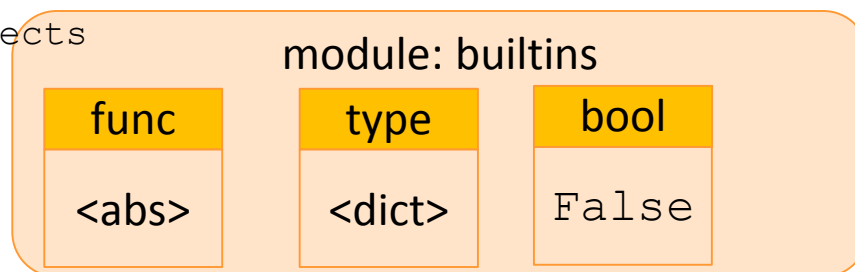 ects
module: builtins
func type bool
<abs> <dict> False